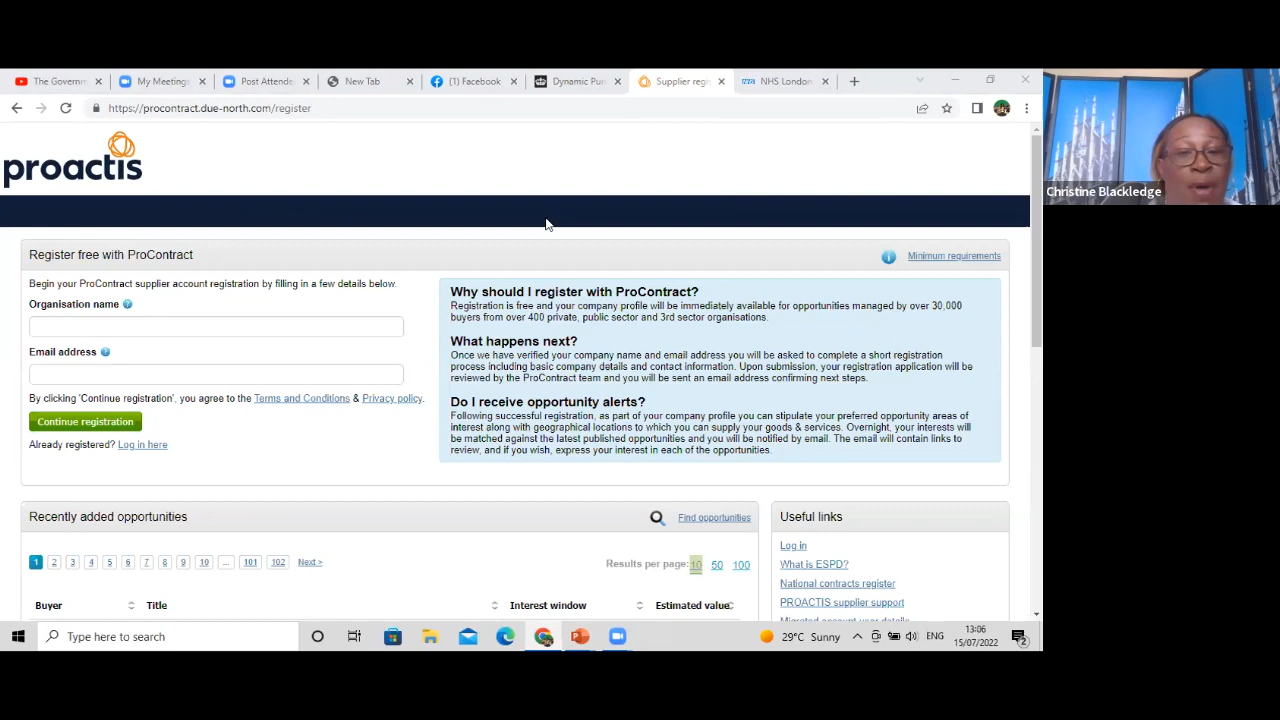 The Governm
My Meetings
Post Attende
New Tab
(1) Facebook
Dynamic Pur
Supplier regi
NHS London
https://procontract.due-north.com/register
proactis
Christine Blackledge
Register free with ProContract
Minimum requirements
Begin your ProContract supplier account registration by filling in a few details below.
Organisation name
Email address
By clicking 'Continue registration', you agree to the Terms and Conditions & Privacy policy.
Continue registration
Already registered? Log in here
Why should I register with ProContract?
Registration is free and your company profile will be immediately available for opportunities managed by over 30,000
buyers from over 400 private, public sector and 3rd sector organisations.
What happens next?
Once we have verified your company name and email address you will be asked to complete a short registration
process including basic company details and contact information. Upon submission, your registration application will be
reviewed by the ProContract team and you will be sent an email address confirming next steps.
Do I receive opportunity alerts?
Following successful registration, as part of your company profile you can stipulate your preferred opportunity areas of
interest along with geographical locations to which you can supply your goods & services. Overnight, your interests will
be matched against the latest published opportunities and you will be notified by email. The email will contain links to
review, and if you wish, express your interest in each of the opportunities.
Recently added opportunities
Find opportunities
1 2 3 4 5 6 7 8 9 10 ... 101 102 Next >
Results per page: 10 50 100
Buyer Title Interest window Estimated value
Useful links
Log in
What is ESPD?
National contracts register
PROACTIS supplier support
Migrated account user details
Type here to search
29°C Sunny
ENG
13:06
15/07/2022
2